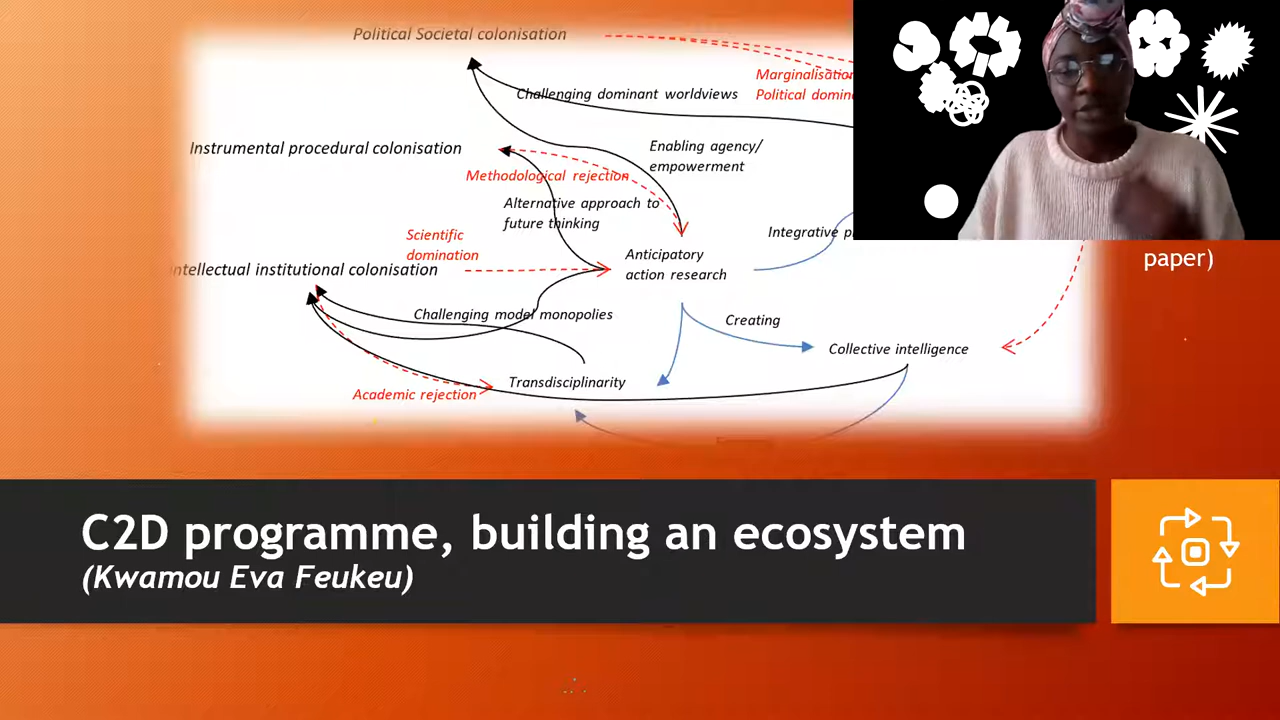 Political Societal colonisation
Marginalisation
Political domin
Challenging dominant worldviews
Instrumental procedural colonisation
Enabling agency/
empowerment
Methodological rejection
Alternative approach to
future thinking
Integrative p
Scientific
domination
Anticipatory
action research
paper)
Intellectual institutional colonisation
Challenging model monopolies
Creating
Collective intelligence
Transdisciplinarity
Academic rejection
C2D programme, building an ecosystem
(Kwamou Eva Feukeu)